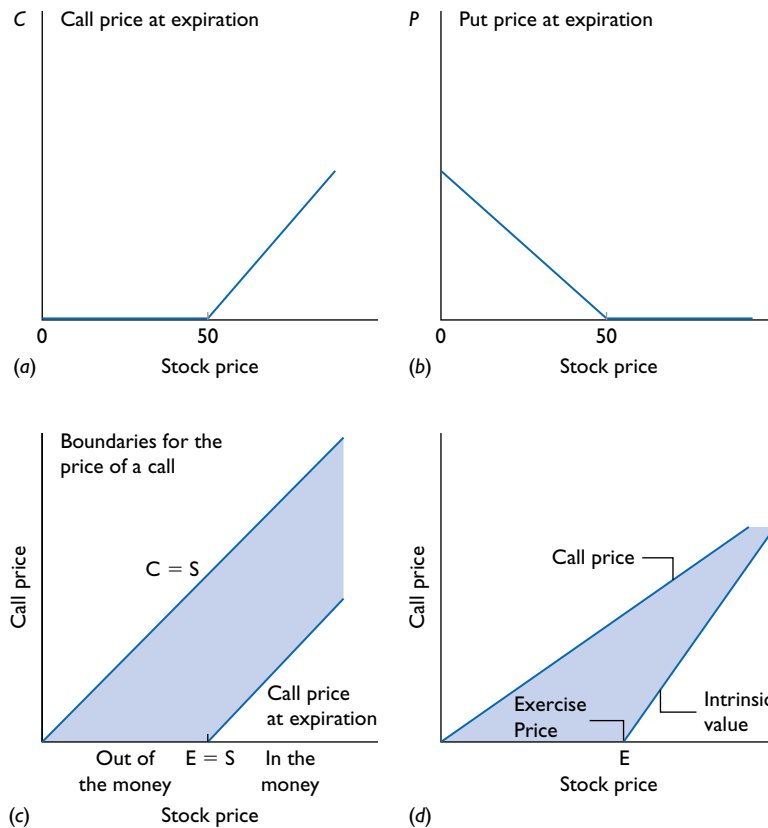 C Call price at expiration
0 50
(a) Stock price
P Put price at expiration
0 50
(b) Stock price
Boundaries for the
price of a call
C = S
Call price
Call price
at expiration
Out of
the money
E = S
In the
money
(c) Stock price
Call price
Call price
Exercise
Price
Intrinsic
value
E
Stock price
(d)